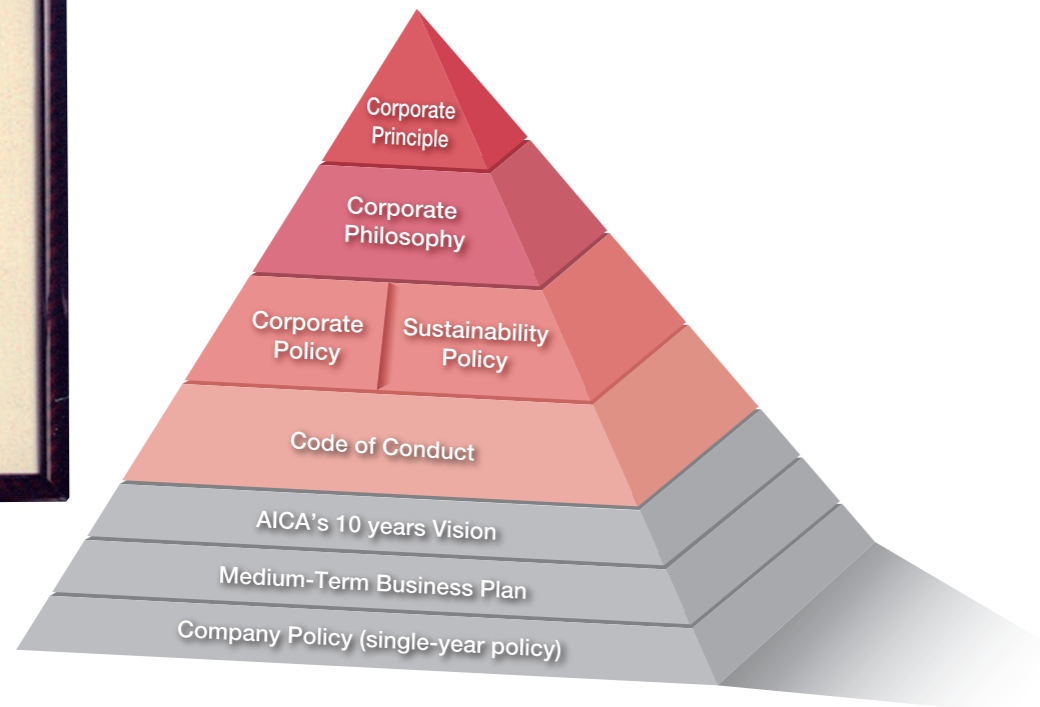 Corporate
Principle
Corporate
Philosophy
Corporate
Policy
Sustainability
Policy
Code of Conduct
AICA's 10 years Vision
Medium-Term Business Plan
Company Policy (single-year policy)